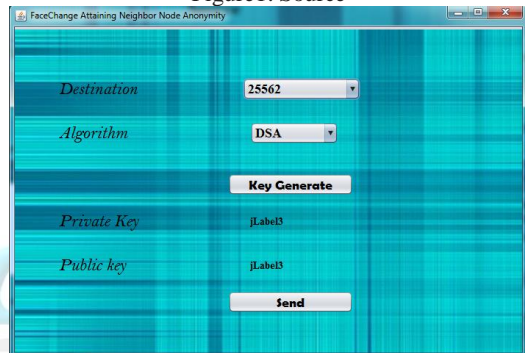 Figure1: Source
FaceChange Attaining Neighbor Node Anonymity
Destination 25562
Algorithm DSA
Key Generate
Private Key jLabel3
Public key jLabel3
Send